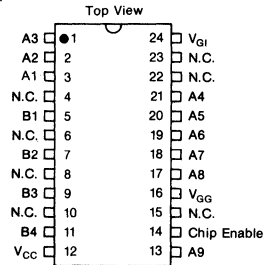 Top View
A3 1 24 V_GI
A2 2 23 N.C.
A1 3 22 N.C.
N.C. 4 21 A4
B1 5 20 A5
N.C. 6 19 A6
B2 7 18 A7
N.C. 8 17 A8
B3 9 16 V_GG
N.C. 10 15 N.C.
B4 11 14 Chip Enable
V_CC 12 13 A9